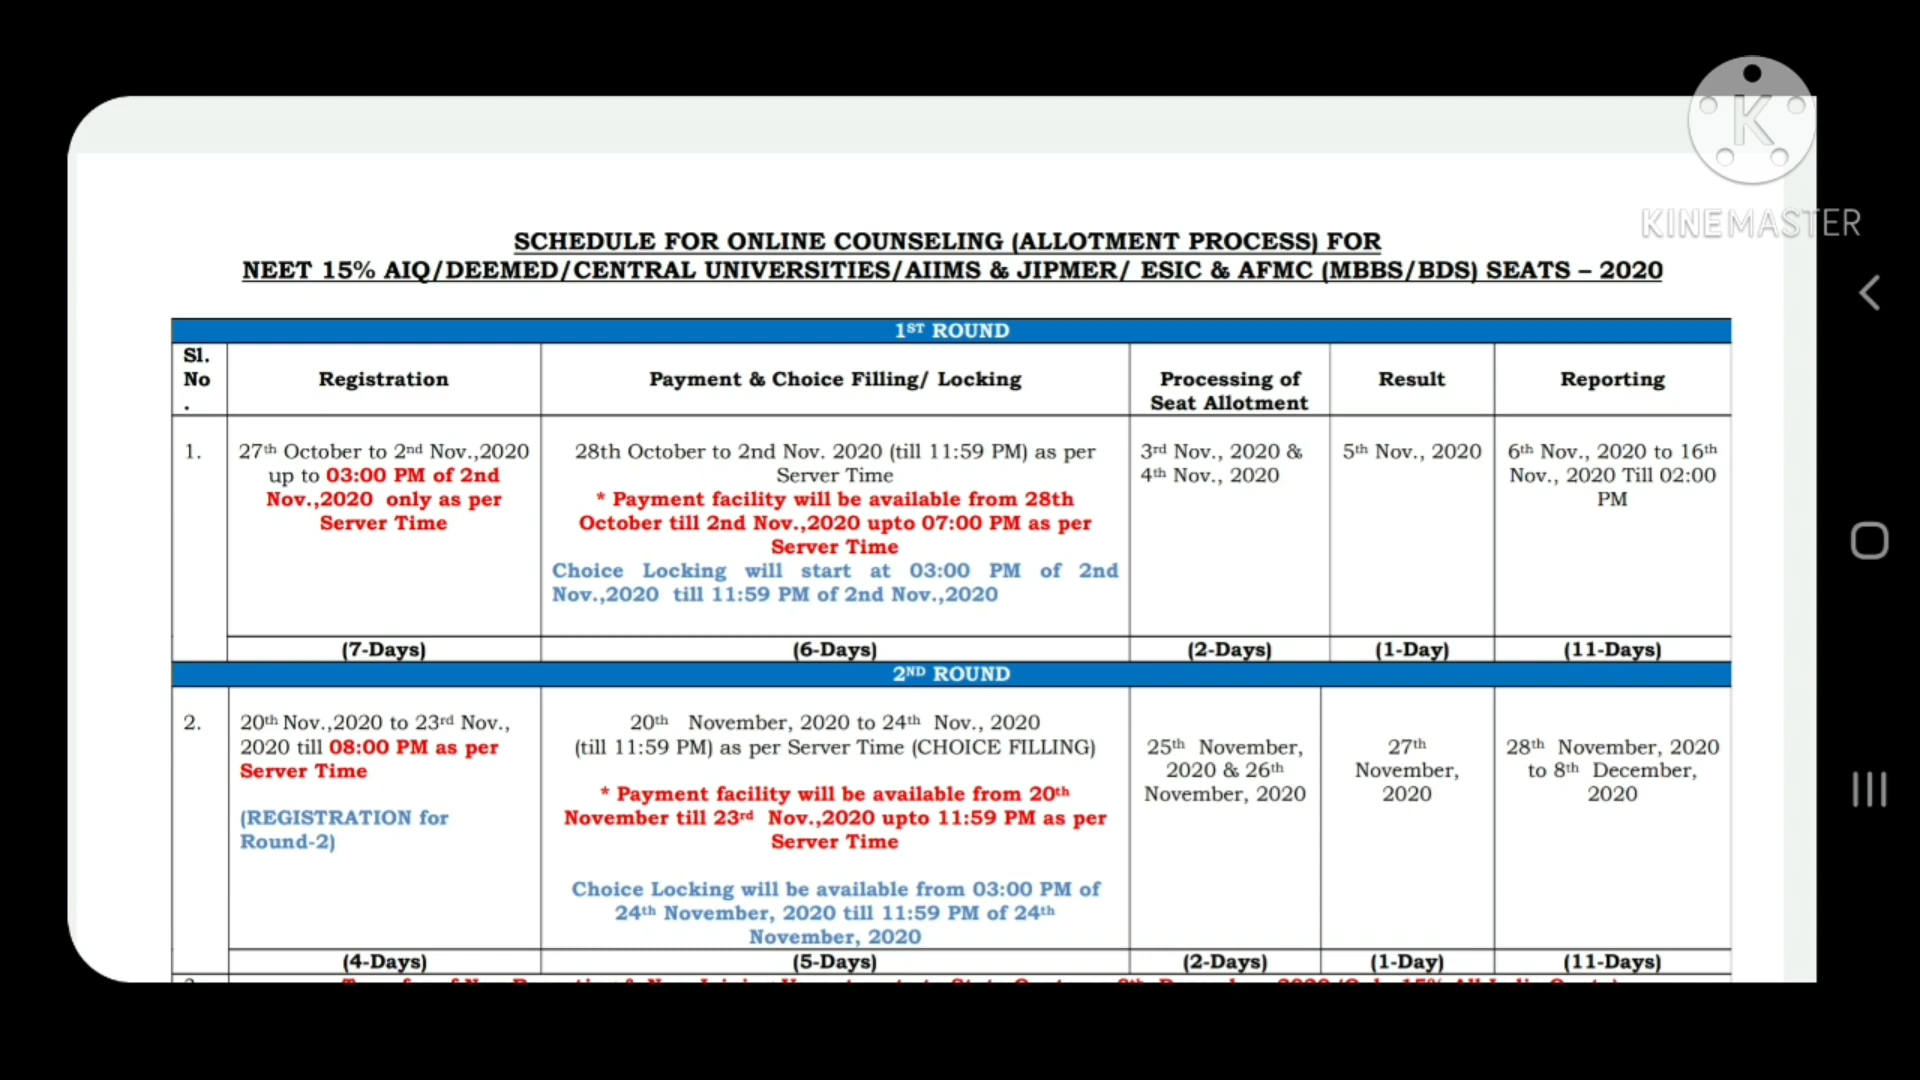 K
KINEMASTER
SCHEDULE FOR ONLINE COUNSELING (ALLOTMENT PROCESS) FOR
NEET 15% AIQ/DEEMED/CENTRAL UNIVERSITIES/AIIMS & JIPMER/ ESIC & AFMC (MBBS/BDS) SEATS – 2020
1ST ROUND
Sl.
No
.
Registration
Payment & Choice Filling/ Locking
Processing of
Seat Allotment
Result
Reporting
1.
27th October to 2nd Nov.,2020
up to 03:00 PM of 2nd
Nov.,2020 only as per
Server Time
28th October to 2nd Nov. 2020 (till 11:59 PM) as per
Server Time
* Payment facility will be available from 28th
October till 2nd Nov.,2020 upto 07:00 PM as per
Server Time
Choice Locking will start at 03:00 PM of 2nd
Nov.,2020 till 11:59 PM of 2nd Nov.,2020
3rd Nov., 2020 &
4th Nov., 2020
5th Nov., 2020
6th Nov., 2020 to 16th
Nov., 2020 Till 02:00
PM
(7-Days)
(6-Days)
(2-Days)
(1-Day)
(11-Days)
2ND ROUND
2.
20th Nov.,2020 to 23rd Nov.,
2020 till 08:00 PM as per
Server Time
(REGISTRATION for
Round-2)
20th November, 2020 to 24th Nov., 2020
(till 11:59 PM) as per Server Time (CHOICE FILLING)
* Payment facility will be available from 20th
November till 23rd Nov.,2020 upto 11:59 PM as per
Server Time
Choice Locking will be available from 03:00 PM of
24th November, 2020 till 11:59 PM of 24th
November, 2020
25th November,
2020 & 26th
November, 2020
27th
November,
2020
28th November, 2020
to 8th December,
2020
(4-Days)
(5-Days)
(2-Days)
(1-Day)
(11-Days)